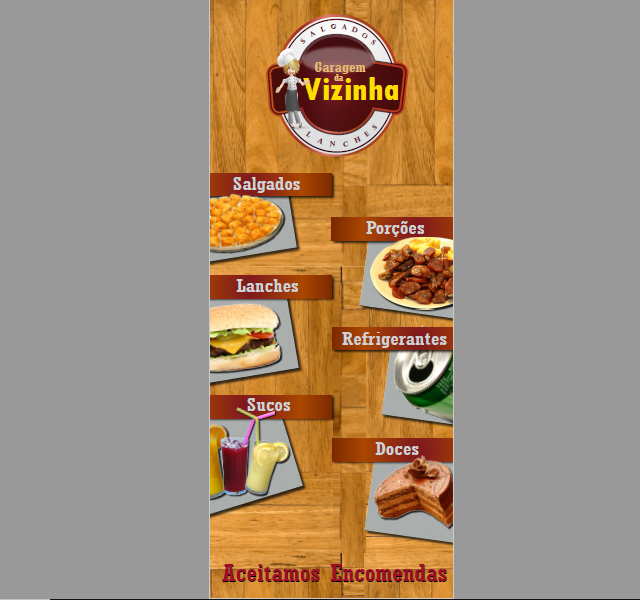 SALGADOS
Garagem
da
Vizinha
LANCHES
Salgados
Porções
Lanches
Refrigerantes
Sucos
Doces
Aceitamos Encomendas